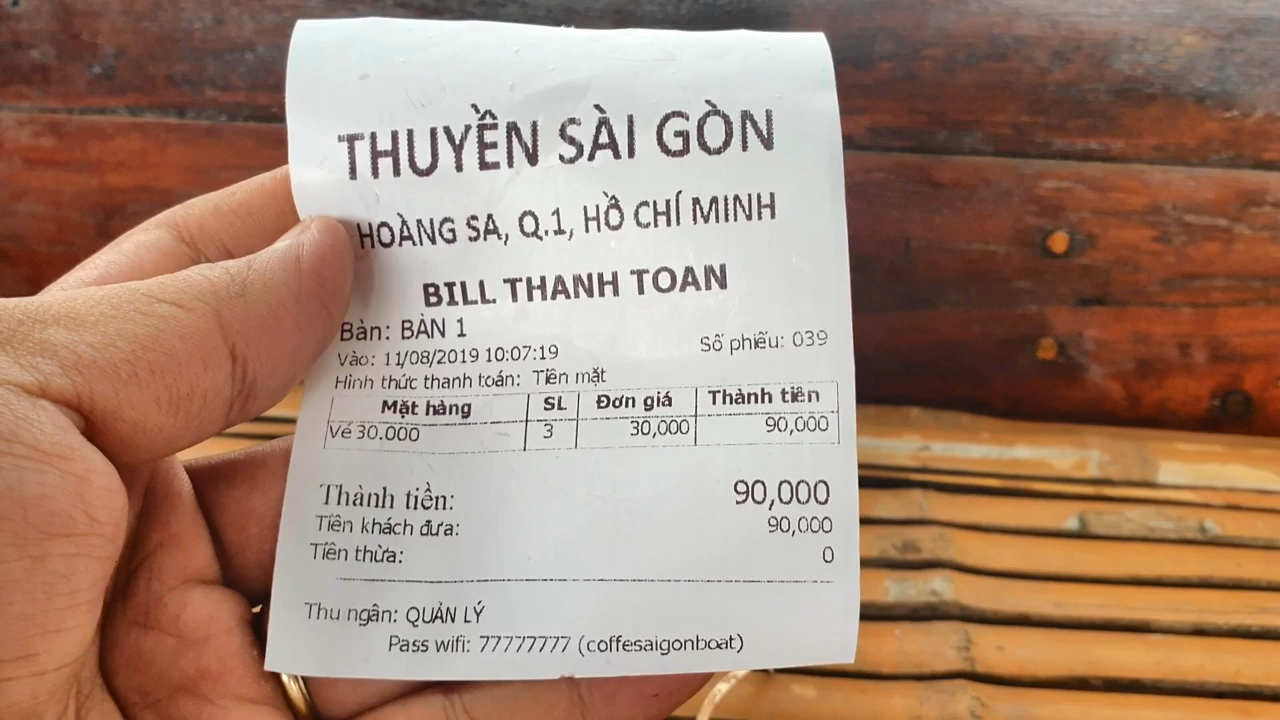 THUYỀN SÀI GÒN
HOÀNG SA, Q.1, HỒ CHÍ MINH
BILL THANH TOAN
Bàn: BÀN 1
Vào: 11/08/2019 10:07:19 Số phiếu: 039
Hình thức thanh toán: Tiền mặt
Mặt hàng SL Đơn giá Thành tiền
Vé 30.000 3 30,000 90,000
Thành tiền: 90,000
Tiền khách đưa: 90,000
Tiền thừa: 0
Thu ngân: QUẢN LÝ
Pass wifi: 77777777 (coffesaigonboat)